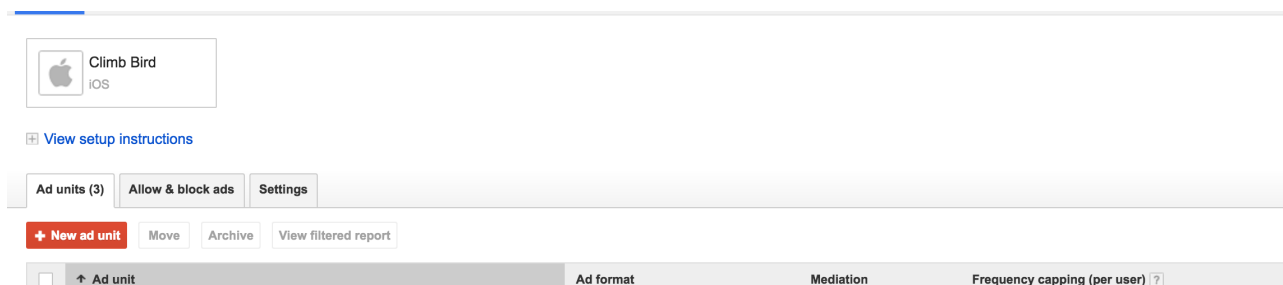 Climb Bird
iOS
View setup instructions
Ad units (3) Allow & block ads Settings
+ New ad unit Move Archive View filtered report
↑ Ad unit Ad format Mediation Frequency capping (per user) ?